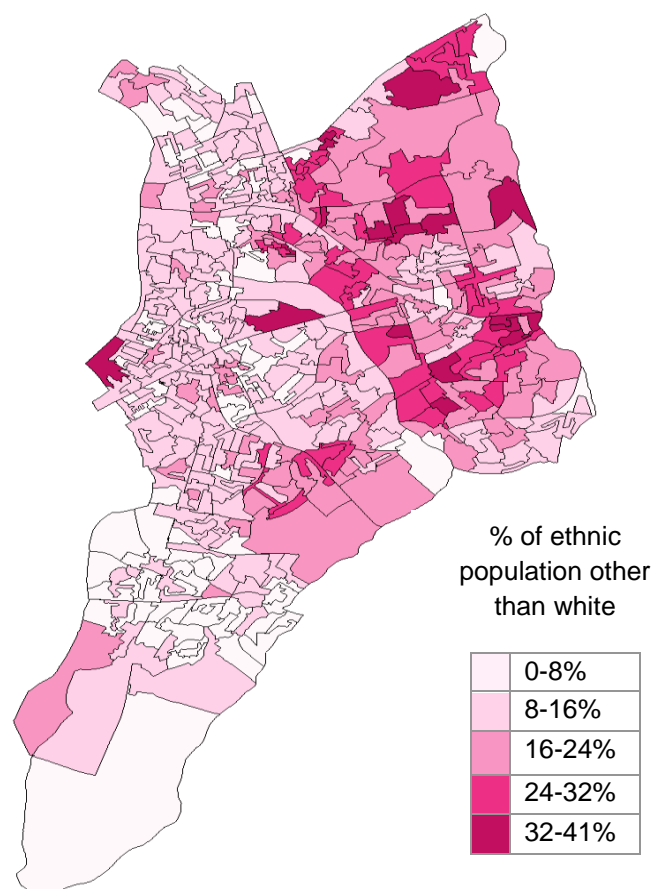 % of ethnic
population other
than white
0-8%
8-16%
16-24%
24-32%
32-41%